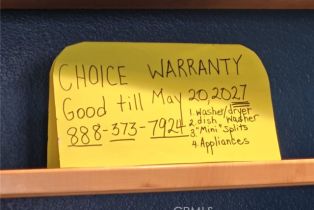 CHOICE WARRANTY
Good till May 20, 2027
888-373-7924
1. Washer/dryer
2. dish washer
3. "Mini" splits
4. Appliances
CRMLS